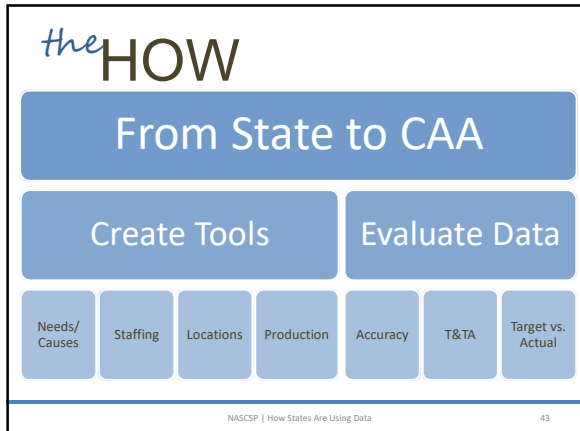 the HOW
From State to CAA
Create Tools
Evaluate Data
Needs/
Causes
Staffing
Locations
Production
Accuracy
T&TA
Target vs.
Actual
NASCSP | How States Are Using Data
43